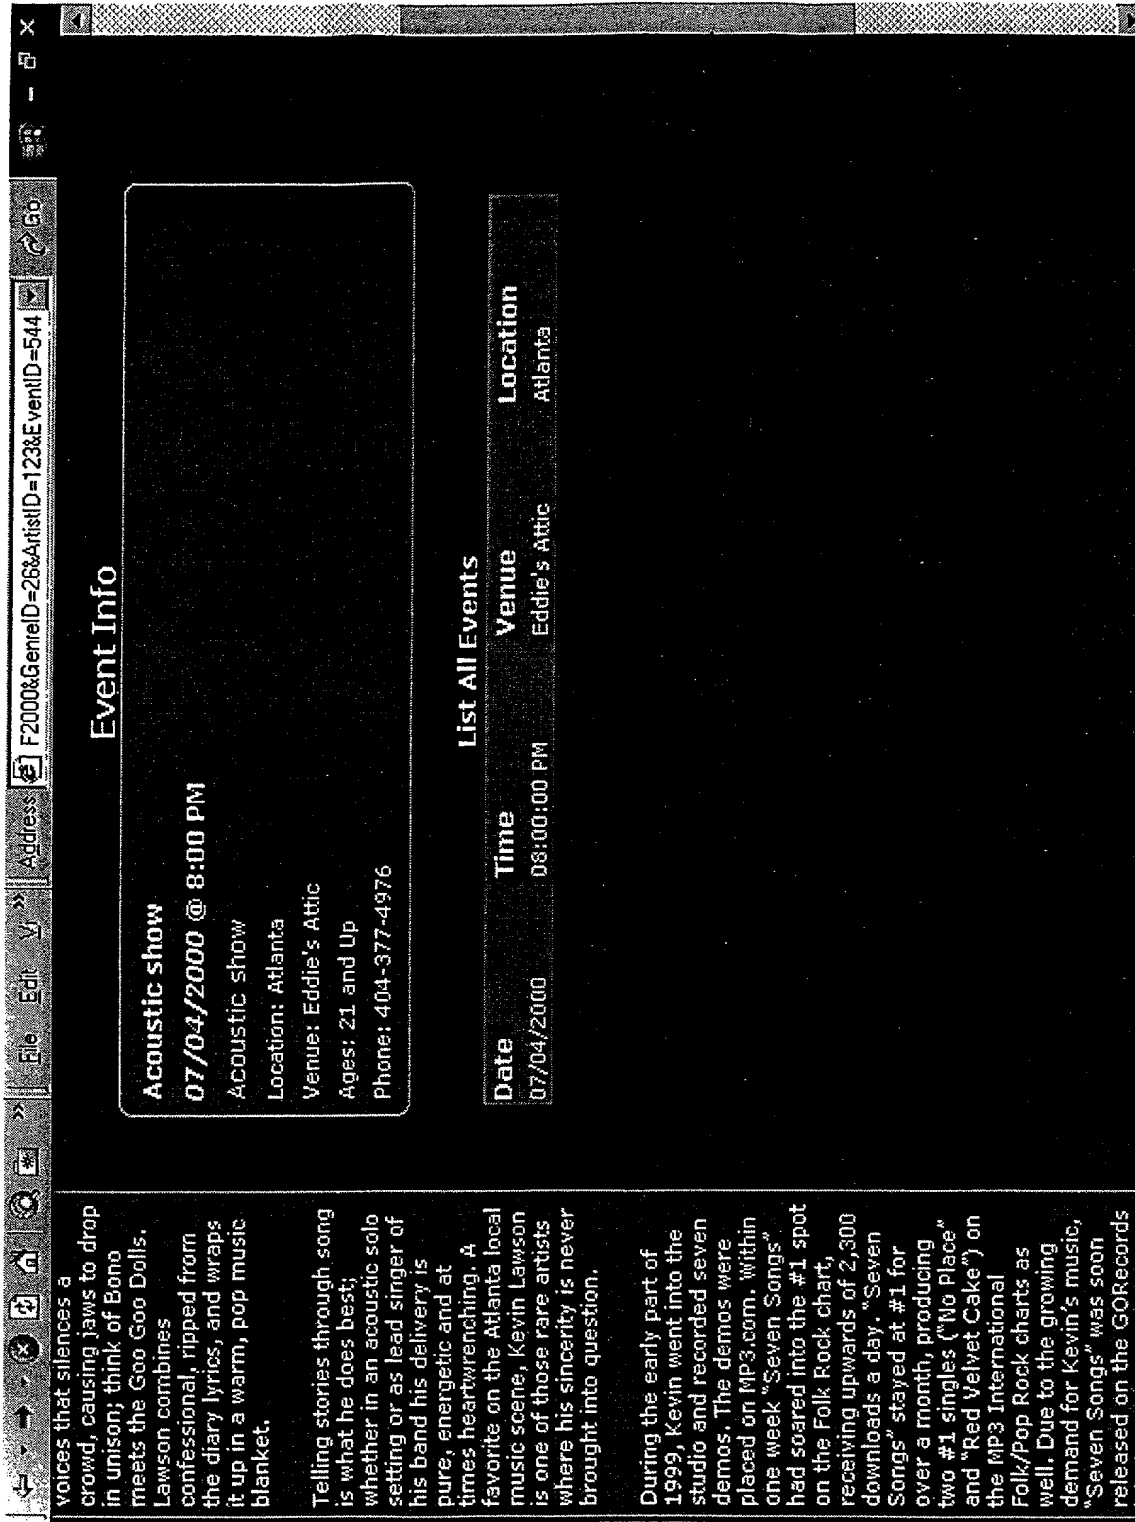 File Edit Vi » Address F2000&GenreID=26&ArtistID=123&EventID=544 Go
voices that silences a
crowd, causing jaws to drop
in unison; think of Bono
meets the Goo Goo Dolls.
Lawson combines
confessional, ripped from
the diary lyrics, and wraps
it up in a warm, pop music
blanket.
Telling stories through song
is what he does best;
whether in an acoustic solo
setting or as lead singer of
his band his delivery is
pure, energetic and at
times heartwrenching. A
favorite on the Atlanta local
music scene, Kevin Lawson
is one of those rare artists
where his sincerity is never
brought into question.
During the early part of
1999, Kevin went into the
studio and recorded seven
demos. The demos were
placed on MP3.com. Within
one week "Seven Songs"
had soared into the #1 spot
on the Folk Rock chart,
receiving upwards of 2,300
downloads a day. "Seven
Songs" stayed at #1 for
over a month, producing
two #1 singles ("No Place"
and "Red Velvet Cake") on
the MP3 International
Folk/Pop Rock charts as
well. Due to the growing
demand for Kevin's music,
"Seven Songs" was soon
released on the GORecords
Event Info
Acoustic show
07/04/2000 @ 8:00 PM
Acoustic show
Location: Atlanta
Venue: Eddie's Attic
Ages: 21 and Up
Phone: 404-377-4976
List All Events
Date Time Venue Location
07/04/2000 08:00:00 PM Eddie's Attic Atlanta